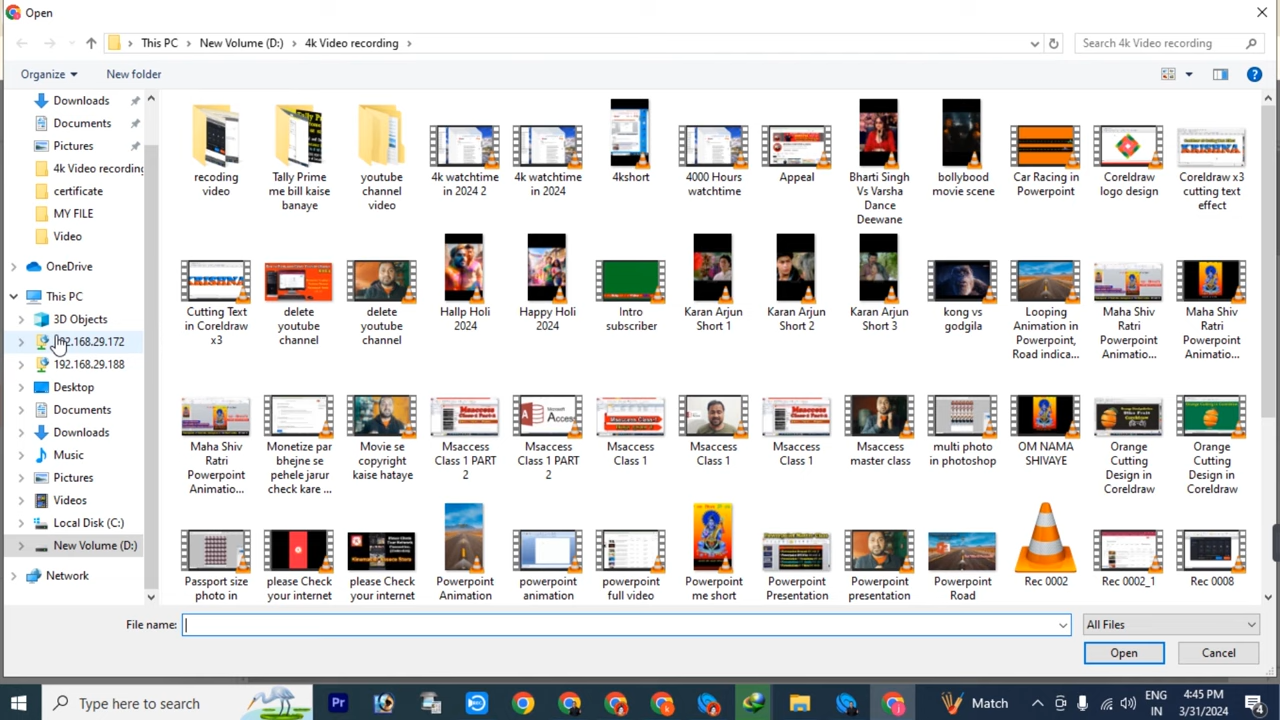 Open
This PC
New Volume (D:)
4k Video recording
Search 4k Video recording
Organize
New folder
Downloads
Documents
Pictures
4k Video recording
certificate
MY FILE
Video
OneDrive
This PC
3D Objects
192.168.29.172
192.168.29.188
Desktop
Documents
Downloads
Music
Pictures
Videos
Local Disk (C:)
New Volume (D:)
Network
recoding
video
Tally Prime
me bill kaise
banaye
youtube
channel
video
4k watchtime
in 2024 2
4k watchtime
in 2024
4kshort
4000 Hours
watchtime
Appeal
Bharti Singh
Vs Varsha
Dance
Deewane
bollybood
movie scene
Car Racing in
Powerpoint
Coreldraw
logo design
Coreldraw x3
cutting text
effect
Cutting Text
in Coreldraw
x3
delete
youtube
channel
delete
youtube
channel
Hallp Holi
2024
Happy Holi
2024
Intro
subscriber
Karan Arjun
Short 1
Karan Arjun
Short 2
Karan Arjun
Short 3
kong vs
godgila
Looping
Animation in
Powerpoint,
Road indica...
Maha Shiv
Ratri
Powerpoint
Animatio...
Maha Shiv
Ratri
Powerpoint
Animatio...
Maha Shiv
Ratri
Powerpoint
Animatio...
Monetize par
bhejne se
pehele jarur
check kare ...
Movie se
copyright
kaise hataye
Msaccess
Class 1 PART
2
Msaccess
Class 1 PART
2
Msaccess
Class 1
Msaccess
Class 1
Msaccess
Class 1
Msaccess
master class
multi photo
in photoshop
OM NAMA
SHIVAYE
Orange
Cutting
Design in
Coreldraw
Orange
Cutting
Design in
Coreldraw
Passport size
photo in
please Check
your internet
please Check
your internet
Powerpoint
Animation
powerpoint
animation
powerpoint
full video
Powerpoint
me short
Powerpoint
Presentation
Powerpoint
presentation
Powerpoint
Road
Rec 0002
Rec 0002_1
Rec 0008
File name:
All Files
Open
Cancel
Type here to search
Match
ENG
IN
4:45 PM
3/31/2024
4